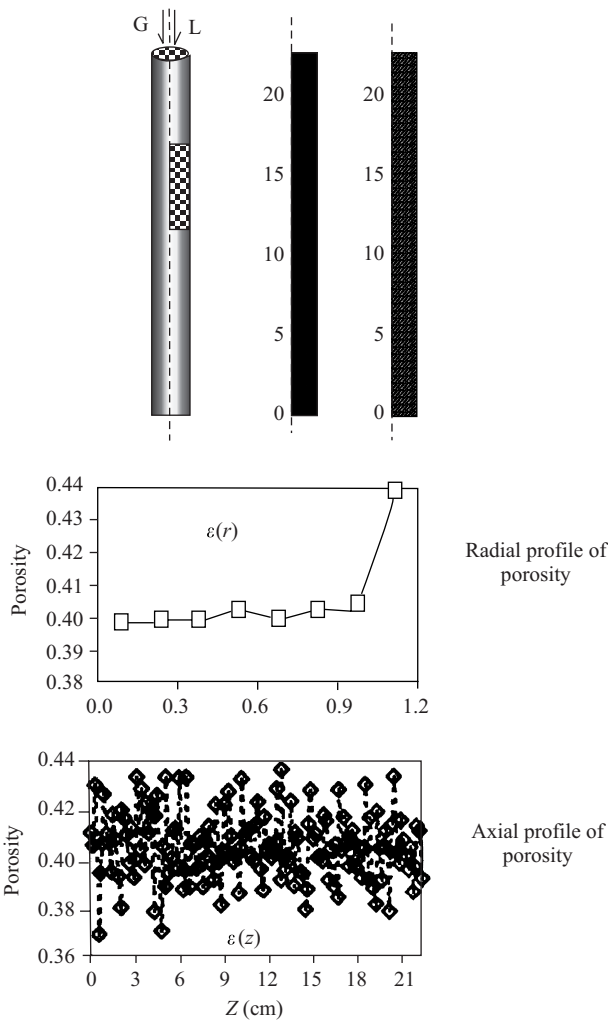 G L
20 20
15 15
10 10
5 5
0 0
0.44
0.43
0.42
0.41
0.40
0.39
0.38
Porosity
ε(r)
0.0 0.3 0.6 0.9 1.2
Radial profile of
porosity
0.44
0.42
0.40
0.38
0.36
Porosity
ε(z)
0 3 6 9 12 15 18 21
Z (cm)
Axial profile of
porosity